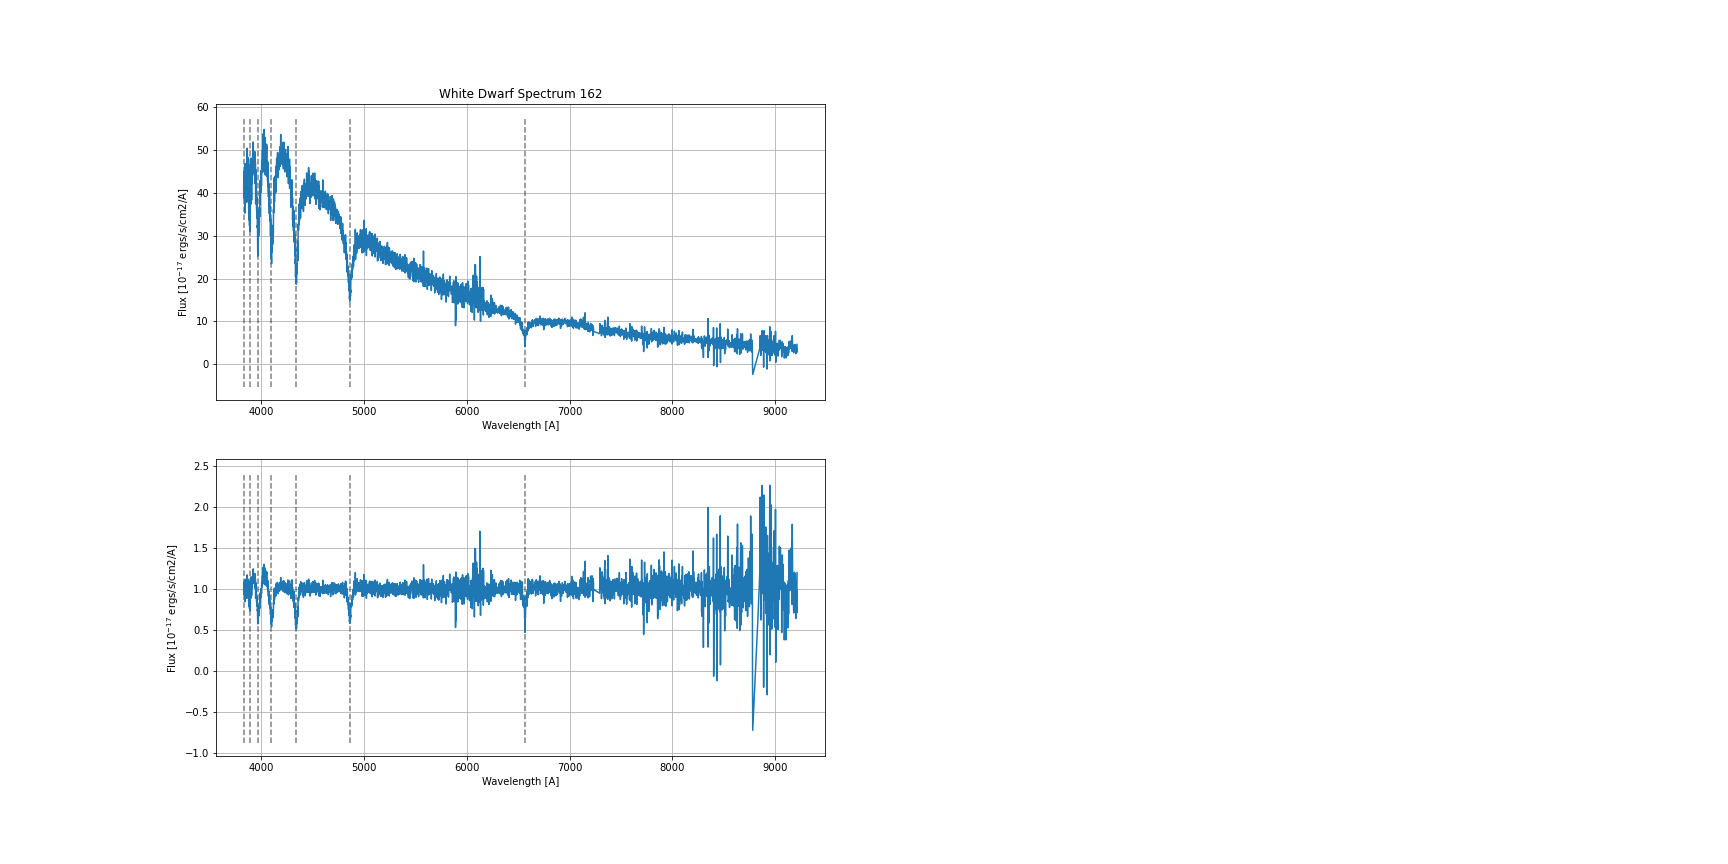 White Dwarf Spectrum 162
60
50
40
30
20
10
0
Flux [10⁻¹⁷ ergs/s/cm2/A]
4000 5000 6000 7000 8000 9000
Wavelength [A]
2.5
2.0
1.5
1.0
0.5
0.0
−0.5
−1.0
Flux [10⁻¹⁷ ergs/s/cm2/A]
4000 5000 6000 7000 8000 9000
Wavelength [A]